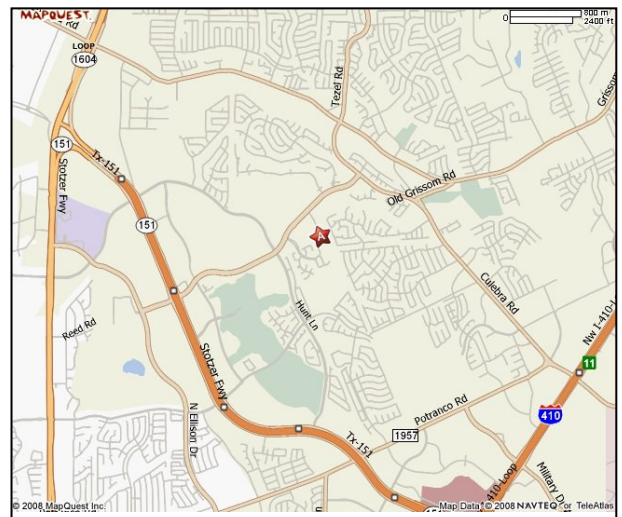 MAPQUEST.
Rd
0 800 m
2400 ft
LOOP
1604
Tezel Rd
Grissom
151
Tx-151
Stotzer Fwy
151
Old Grissom Rd
A
Culebra Rd
Hunt Ln
Nw I-410-L
Reed Rd
Stotzer Fwy
11
N Ellison Dr
Potranco Rd
410
1957
Tx-151
410-Loop
Military D
151
© 2008 MapQuest Inc.
Map Data © 2008 NAVTEQ or TeleAtlas